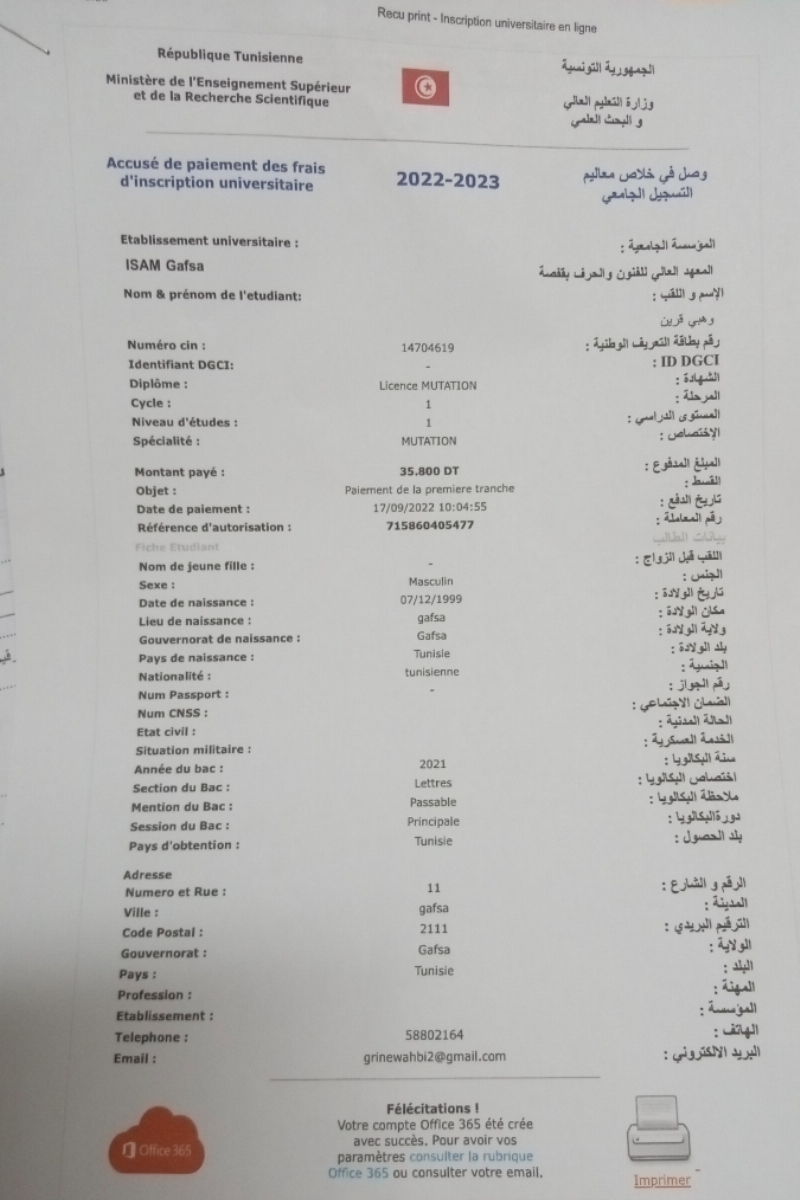 Recu print - Inscription universitaire en ligne
République Tunisienne
الجمهورية التونسية
Ministère de l'Enseignement Supérieur
et de la Recherche Scientifique
وزارة التعليم العالي
و البحث العلمي
Accusé de paiement des frais
d'inscription universitaire
2022-2023
وصل في خلاص معاليم
التسجيل الجامعي
Etablissement universitaire :
المؤسسة الجامعية :
ISAM Gafsa
المعهد العالي للفنون والحرف بقفصة
Nom & prénom de l'etudiant:
الإسم و اللقب :
وهبي قرين
Numéro cin : 14704619 رقم بطاقة التعريف الوطنية :
Identifiant DGCI: - ID DGCI :
Diplôme : Licence MUTATION الشهادة :
Cycle : 1 المرحلة :
Niveau d'études : 1 المستوى الدراسي :
Spécialité : MUTATION الإختصاص :
Montant payé : 35.800 DT المبلغ المدفوع :
Objet : Paiement de la premiere tranche القسط :
Date de paiement : 17/09/2022 10:04:55 تاريخ الدفع :
Référence d'autorisation : 715860405477 رقم المعاملة :
Fiche Etudiant بيانات الطالب
Nom de jeune fille : - اللقب قبل الزواج :
Sexe : Masculin الجنس :
Date de naissance : 07/12/1999 تاريخ الولادة :
Lieu de naissance : gafsa مكان الولادة :
Gouvernorat de naissance : Gafsa ولاية الولادة :
Pays de naissance : Tunisie بلد الولادة :
Nationalité : tunisienne الجنسية :
Num Passport : - رقم الجواز :
Num CNSS : الضمان الاجتماعي :
Etat civil : الحالة المدنية :
Situation militaire : الخدمة العسكرية :
Année du bac : 2021 سنة البكالويا :
Section du Bac : Lettres اختصاص البكالويا :
Mention du Bac : Passable ملاحظة البكالويا :
Session du Bac : Principale دورةالبكالويا :
Pays d'obtention : Tunisie بلد الحصول :
Adresse
Numero et Rue : 11 الرقم و الشارع :
Ville : gafsa المدينة :
Code Postal : 2111 الترقيم البريدي :
Gouvernorat : Gafsa الولاية :
Pays : Tunisie البلد :
Profession : المهنة :
Etablissement : المؤسسة :
Telephone : 58802164 الهاتف :
Email : grinewahbi2@gmail.com البريد الالكتروني :
Office 365
Félécitations !
Votre compte Office 365 été crée
avec succès. Pour avoir vos
paramètres consulter la rubrique
Office 365 ou consulter votre email.
Imprimer